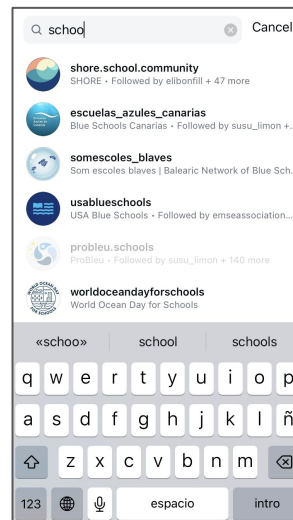 schoo
Cancel
shore.school.community
SHORE • Followed by elibonfill + 47 more
escuelas_azules_canarias
Blue Schools Canarias • Followed by susu_limon +...
somescoles_blaves
Som escoles blaves | Balearic Network of Blue Sch...
usablueschools
USA Blue Schools • Followed by emseassociation...
probleu.schools
ProBleu • Followed by susu_limon + 140 more
worldoceandayforschools
World Ocean Day for Schools
«schoo» school schools
q w e r t y u i o p
a s d f g h j k l ñ
z x c v b n m
123 espacio intro